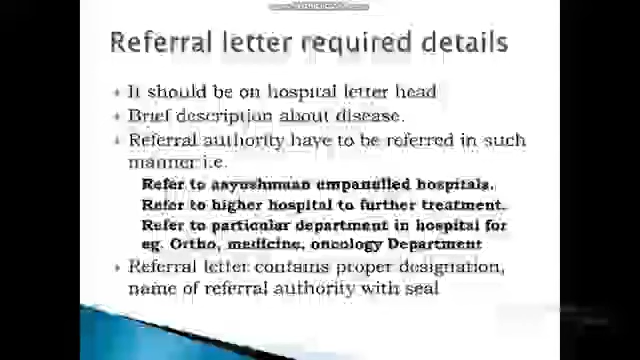 Referral letter required details
It should be on hospital letter head
Brief description about disease.
Referral authority have to be referred in such
manner i.e.
Refer to aayushmaan empanelled hospitals.
Refer to higher hospital to further treatment.
Refer to particular department in hospital for
eg. Ortho, medicine, oncology Department
Referral letter contains proper designation,
name of referral authority with seal